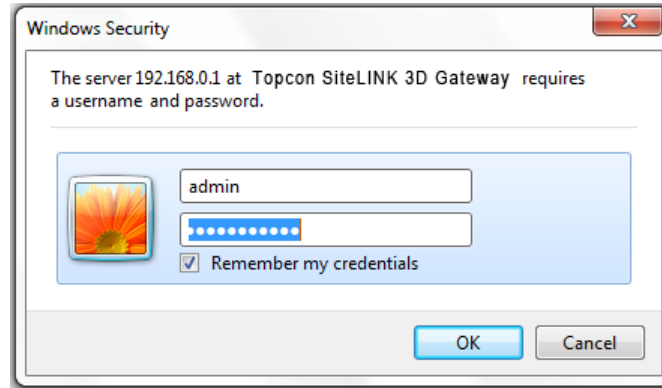 Windows Security
The server 192.168.0.1 at Topcon SiteLINK 3D Gateway requires
a username and password.
admin
●●●●●●●●●●●
Remember my credentials
OK
Cancel